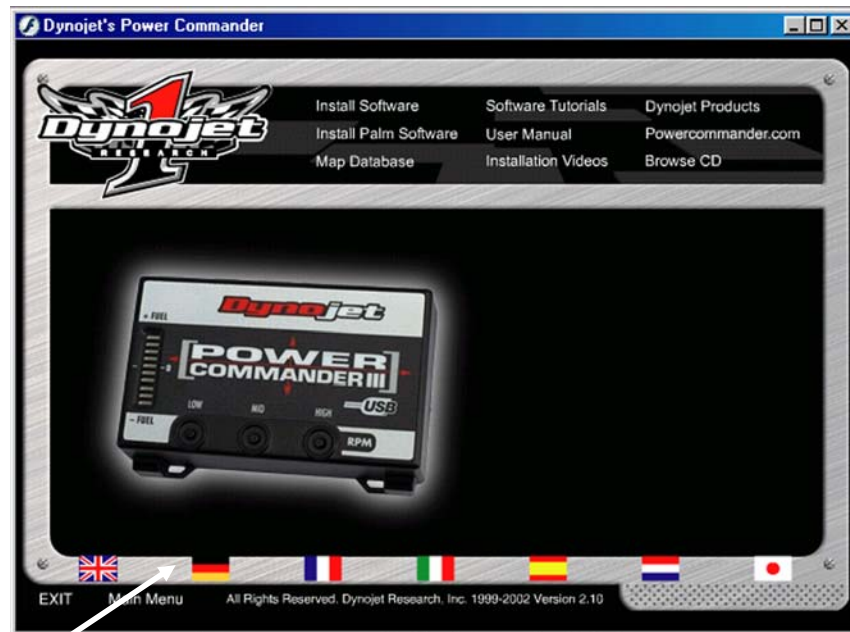 Dynojet's Power Commander
Dynojet
RESEARCH
1
Install Software
Software Tutorials
Dynojet Products
Install Palm Software
User Manual
Powercommander.com
Map Database
Installation Videos
Browse CD
Dynojet
+ FUEL
[POWER
COMMANDER III]
- 0
USB
LOW
MID
HIGH
- FUEL
RPM
EXIT
Main Menu
All Rights Reserved. Dynojet Research, Inc. 1999-2002 Version 2.10